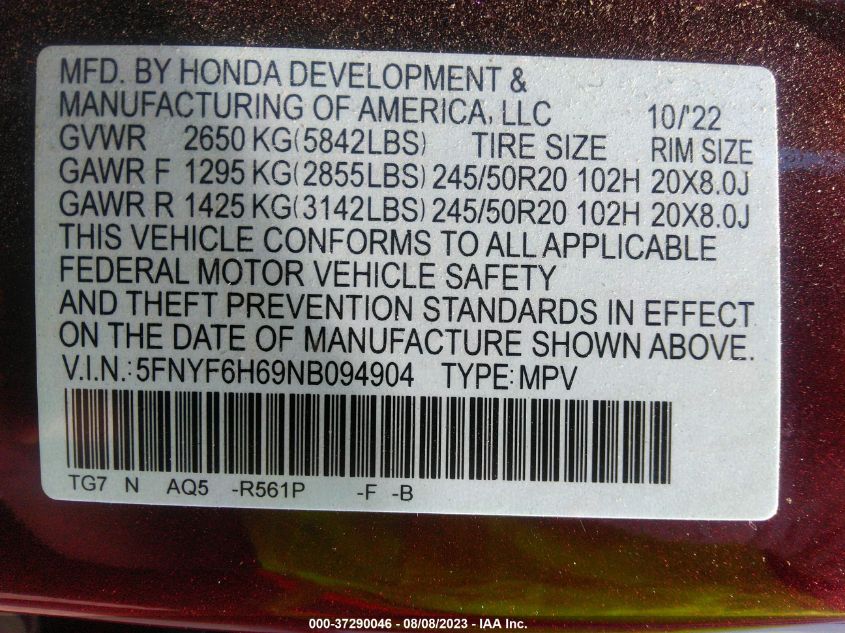 MFD. BY HONDA DEVELOPMENT &
MANUFACTURING OF AMERICA, LLC 10/'22
GVWR 2650 KG(5842LBS) TIRE SIZE RIM SIZE
GAWR F 1295 KG(2855LBS) 245/50R20 102H 20X8.0J
GAWR R 1425 KG(3142LBS) 245/50R20 102H 20X8.0J
THIS VEHICLE CONFORMS TO ALL APPLICABLE
FEDERAL MOTOR VEHICLE SAFETY
AND THEFT PREVENTION STANDARDS IN EFFECT
ON THE DATE OF MANUFACTURE SHOWN ABOVE.
V.I.N.:5FNYF6H69NB094904 TYPE:MPV
TG7 N AQ5 -R561P -F -B
000-37290046 - 08/08/2023 - IAA Inc.